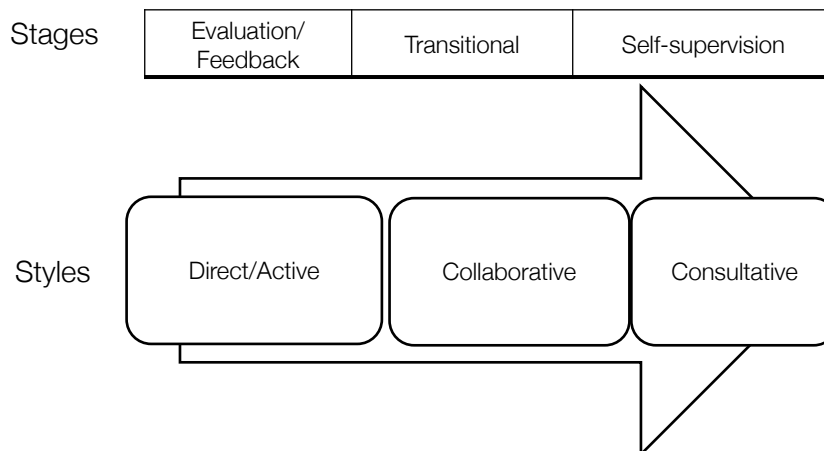 Stages
Evaluation/
Feedback
Transitional
Self-supervision
Styles
Direct/Active
Collaborative
Consultative